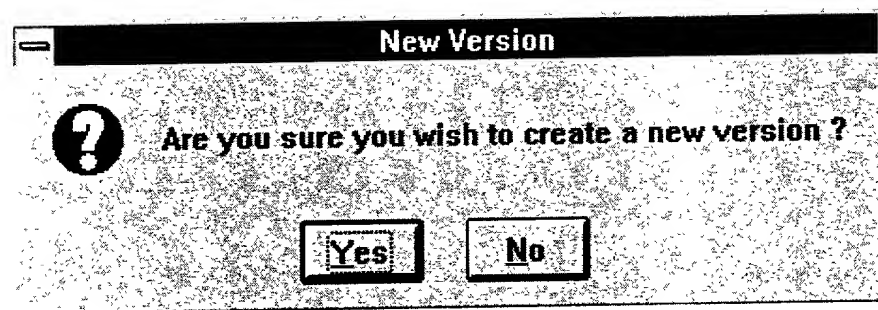 New Version
Are you sure you wish to create a new version ?
Yes
No